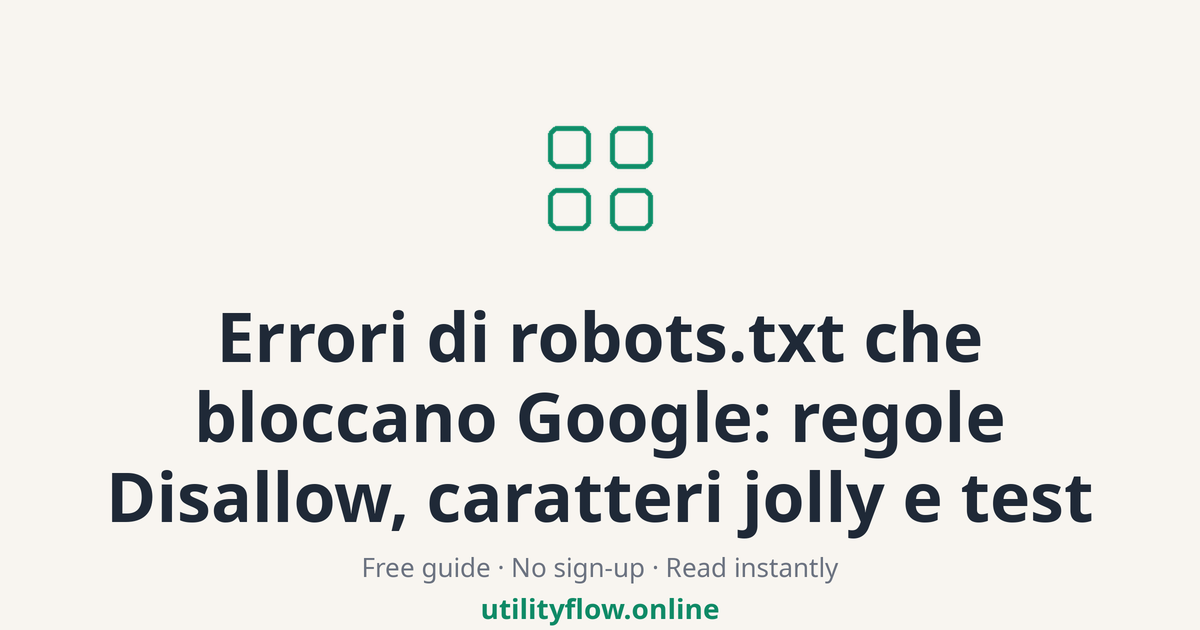 Errori di robots.txt che
bloccano Google: regole
Disallow, caratteri jolly e test
Free guide · No sign-up · Read instantly
utilityflow.online